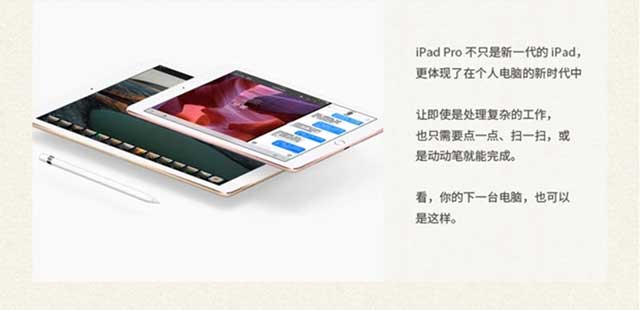 iPad Pro 不只是新一代的 iPad，
更体现了在个人电脑的新时代中
让即使是处理复杂的工作，
也只需要点一点、扫一扫，或
是动动笔就能完成。
看，你的下一台电脑，也可以
是这样。